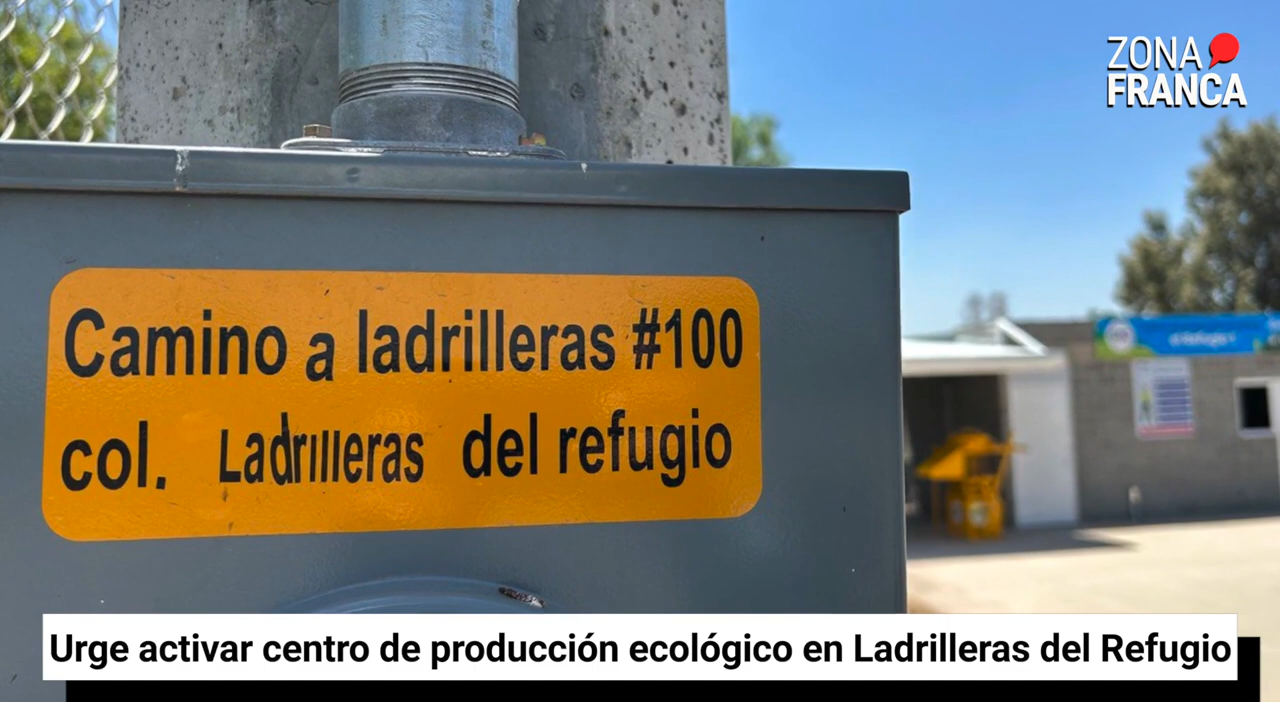 ZONA
FRANCA
Camino a ladrilleras #100
col. Ladrilleras del refugio
Urge activar centro de producción ecológico en Ladrilleras del Refugio